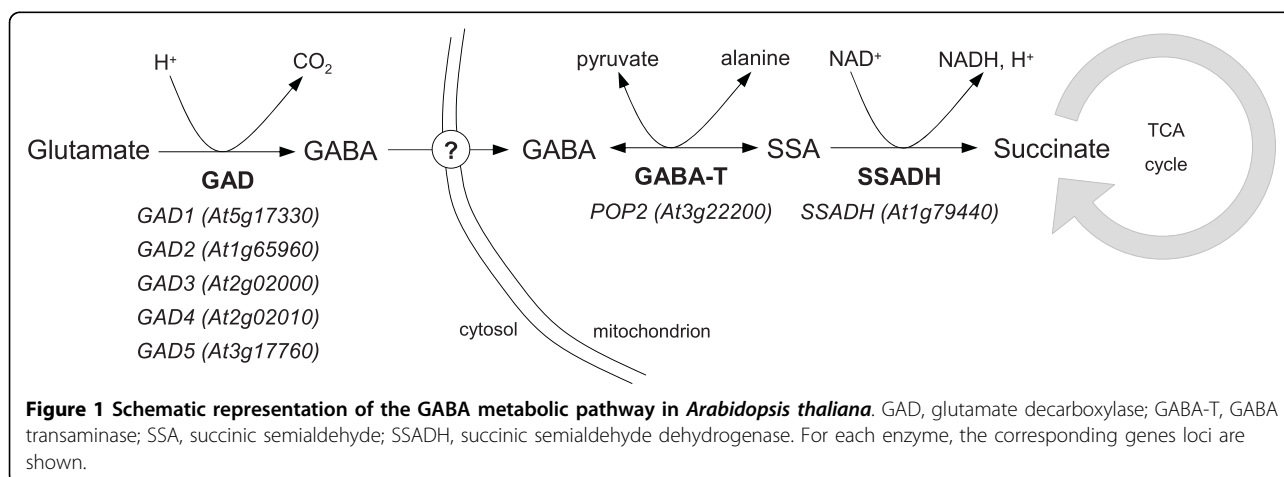 H+ CO2 pyruvate alanine NAD+ NADH, H+
Glutamate GABA ? GABA SSA Succinate TCA cycle
GAD GABA-T SSADH
GAD1 (At5g17330) POP2 (At3g22200) SSADH (At1g79440)
GAD2 (At1g65960)
GAD3 (At2g02000)
GAD4 (At2g02010)
GAD5 (At3g17760)
cytosol mitochondrion
Figure 1 Schematic representation of the GABA metabolic pathway in Arabidopsis thaliana. GAD, glutamate decarboxylase; GABA-T, GABA
transaminase; SSA, succinic semialdehyde; SSADH, succinic semialdehyde dehydrogenase. For each enzyme, the corresponding genes loci are
shown.